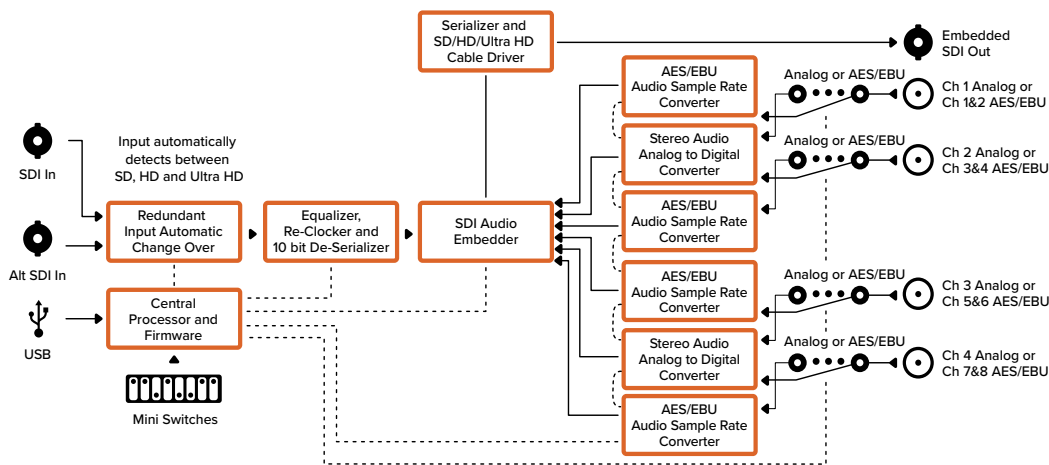 Serializer and
SD/HD/Ultra HD
Cable Driver
Embedded
SDI Out
AES/EBU
Audio Sample Rate
Converter
Analog or AES/EBU
Ch 1 Analog or
Ch 1&2 AES/EBU
Input automatically
detects between
SD, HD and Ultra HD
SDI In
Stereo Audio
Analog to Digital
Converter
Analog or AES/EBU
Ch 2 Analog or
Ch 3&4 AES/EBU
Redundant
Input Automatic
Change Over
Equalizer,
Re-Clocker and
10 bit De-Serializer
SDI Audio
Embedder
AES/EBU
Audio Sample Rate
Converter
Alt SDI In
AES/EBU
Audio Sample Rate
Converter
Analog or AES/EBU
Ch 3 Analog or
Ch 5&6 AES/EBU
Central
Processor and
Firmware
USB
Stereo Audio
Analog to Digital
Converter
Analog or AES/EBU
Ch 4 Analog or
Ch 7&8 AES/EBU
Mini Switches
AES/EBU
Audio Sample Rate
Converter